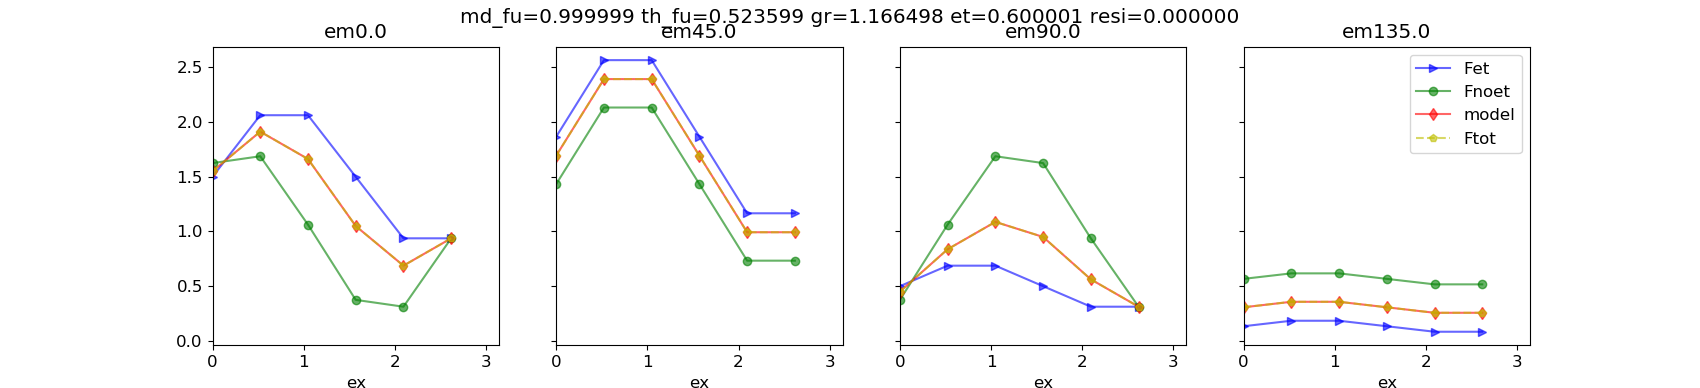 md_fu=0.999999 th_fu=0.523599 gr=1.166498 et=0.600001 resi=0.000000
em0.0 em45.0 em90.0 em135.0
2.5
2.0
1.5
1.0
0.5
0.0
Fet
Fnoet
model
Ftot
0 1 2 3 0 1 2 3 0 1 2 3 0 1 2 3
ex ex ex ex